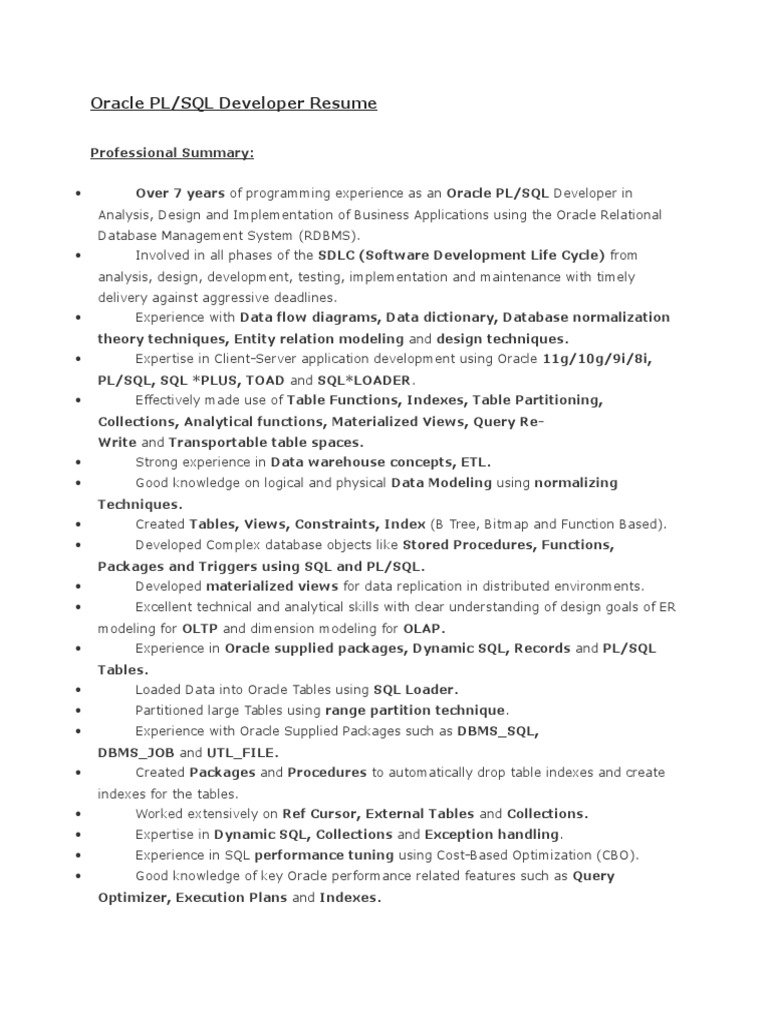 Oracle PL/SQL Developer Resume
Professional Summary:
• Over 7 years of programming experience as an Oracle PL/SQL Developer in
Analysis, Design and Implementation of Business Applications using the Oracle Relational
Database Management System (RDBMS).
• Involved in all phases of the SDLC (Software Development Life Cycle) from
analysis, design, development, testing, implementation and maintenance with timely
delivery against aggressive deadlines.
• Experience with Data flow diagrams, Data dictionary, Database normalization
theory techniques, Entity relation modeling and design techniques.
• Expertise in Client-Server application development using Oracle 11g/10g/9i/8i,
PL/SQL, SQL *PLUS, TOAD and SQL*LOADER.
• Effectively made use of Table Functions, Indexes, Table Partitioning,
Collections, Analytical functions, Materialized Views, Query Re-
Write and Transportable table spaces.
• Strong experience in Data warehouse concepts, ETL.
• Good knowledge on logical and physical Data Modeling using normalizing
Techniques.
• Created Tables, Views, Constraints, Index (B Tree, Bitmap and Function Based).
• Developed Complex database objects like Stored Procedures, Functions,
Packages and Triggers using SQL and PL/SQL.
• Developed materialized views for data replication in distributed environments.
• Excellent technical and analytical skills with clear understanding of design goals of ER
modeling for OLTP and dimension modeling for OLAP.
• Experience in Oracle supplied packages, Dynamic SQL, Records and PL/SQL
Tables.
• Loaded Data into Oracle Tables using SQL Loader.
• Partitioned large Tables using range partition technique.
• Experience with Oracle Supplied Packages such as DBMS_SQL,
DBMS_JOB and UTL_FILE.
• Created Packages and Procedures to automatically drop table indexes and create
indexes for the tables.
• Worked extensively on Ref Cursor, External Tables and Collections.
• Expertise in Dynamic SQL, Collections and Exception handling.
• Experience in SQL performance tuning using Cost-Based Optimization (CBO).
• Good knowledge of key Oracle performance related features such as Query
Optimizer, Execution Plans and Indexes.